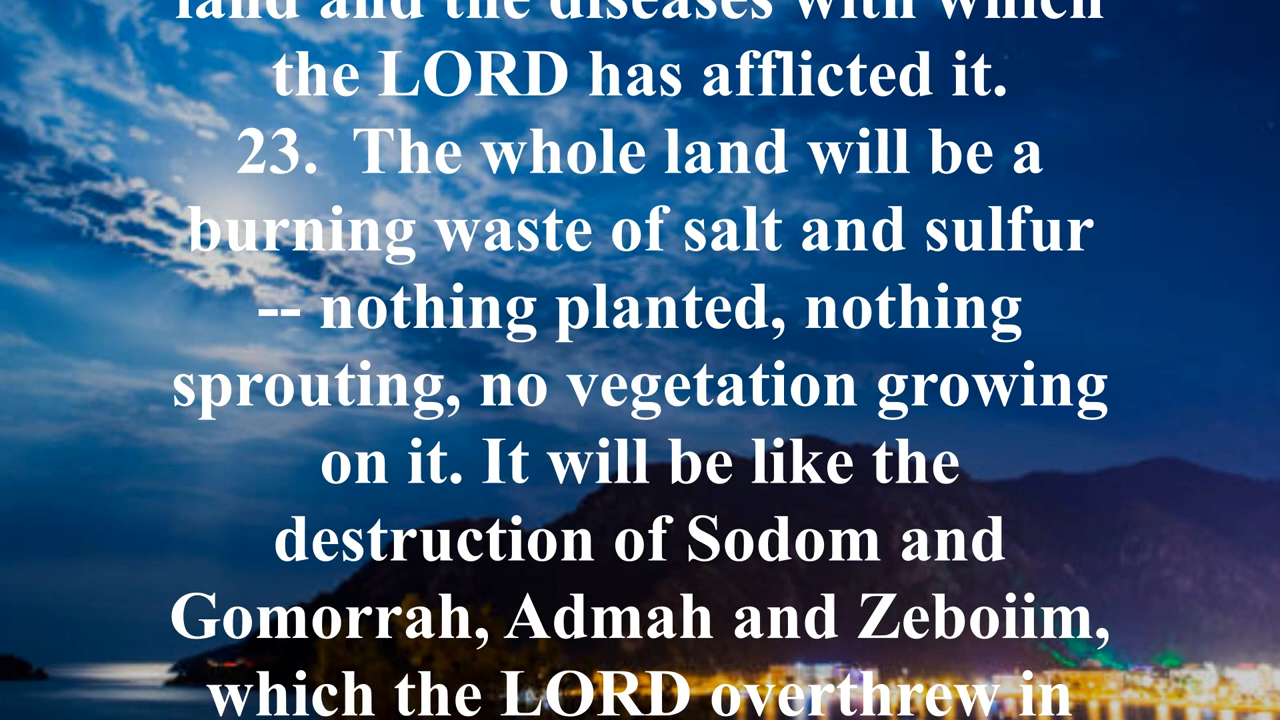 land and the diseases with which
the LORD has afflicted it.
23. The whole land will be a
burning waste of salt and sulfur
-- nothing planted, nothing
sprouting, no vegetation growing
on it. It will be like the
destruction of Sodom and
Gomorrah, Admah and Zeboiim,
which the LORD overthrew in